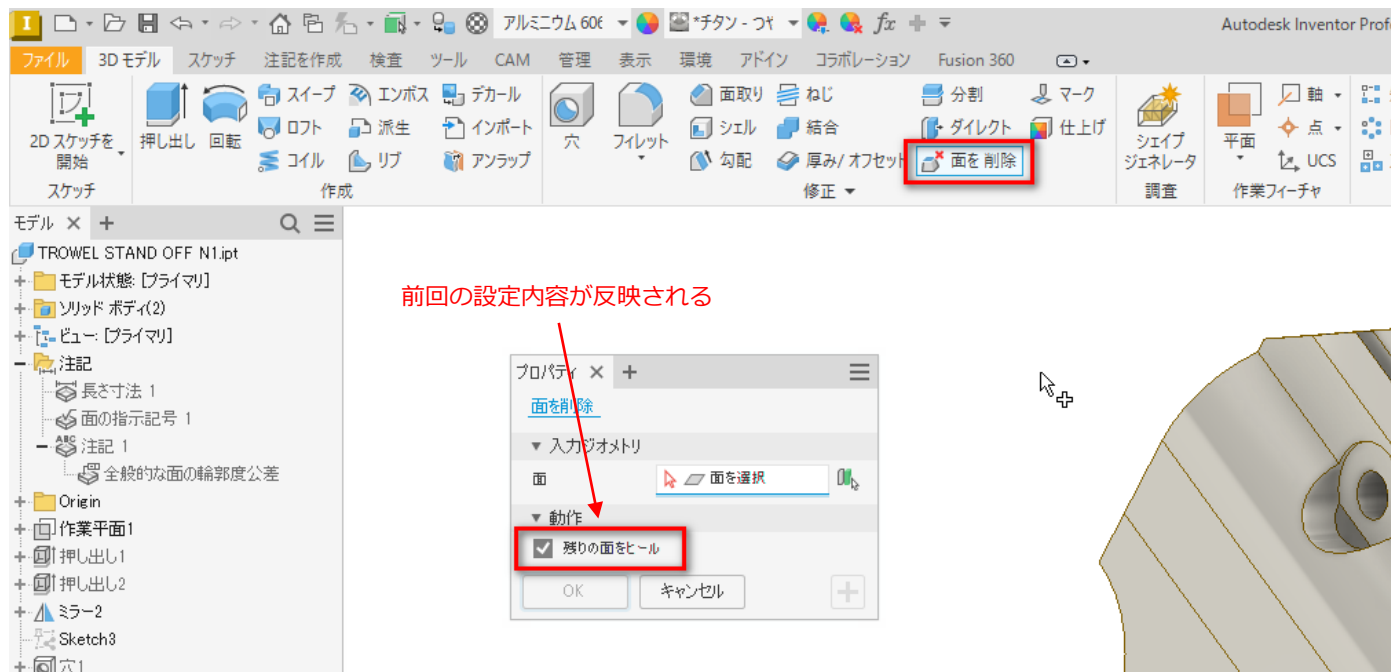 アルミニウム 606
*チタン - つや
fx
Autodesk Inventor Prof
ファイル 3D モデル スケッチ 注記を作成 検査 ツール CAM 管理 表示 環境 アドイン コラボレーション Fusion 360
2D スケッチを
開始
押し出し
回転
スイープ
エンボス
デカール
ロフト
派生
インポート
コイル
リブ
アンラップ
穴
フィレット
面取り
ねじ
分割
マーク
シェル
結合
ダイレクト
仕上げ
勾配
厚み/ オフセット
面を 削除
シェイプ
ジェネレータ
平面
軸
点
UCS
スケッチ
作成
修正
調査
作業フィーチャ
モデル
TROWEL STAND OFF N1.ipt
モデル状態: [プライマリ]
ソリッド ボディ(2)
ビュー: [プライマリ]
注記
長さ寸法 1
面の指示記号 1
注記 1
全般的な面の輪郭度公差
Origin
作業平面1
押し出し1
押し出し2
ミラー2
Sketch3
穴1
前回の設定内容が反映される
プロパティ
面を削除
入力ジオメトリ
面
面を選択
動作
残りの面をヒール
OK
キャンセル